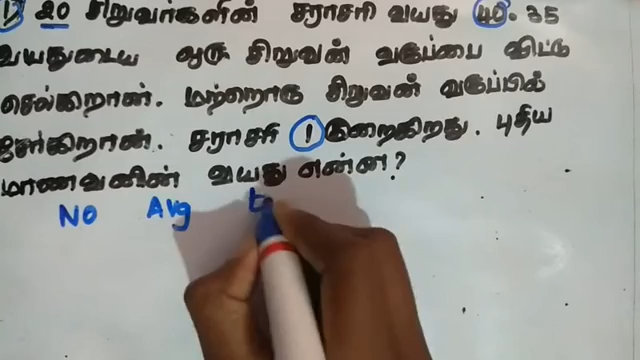 1) 20 சிறுவர்களின் சராசரி வயது 40. 35
வயதுடைய ஒரு சிறுவன் வகுப்பை விட்டு
செல்கிறான். மற்றொரு சிறுவன் வகுப்பில்
சேர்கிறான். சராசரி 1 குறைகிறது. புதிய
மாணவனின் வயது என்ன?
No Avg t